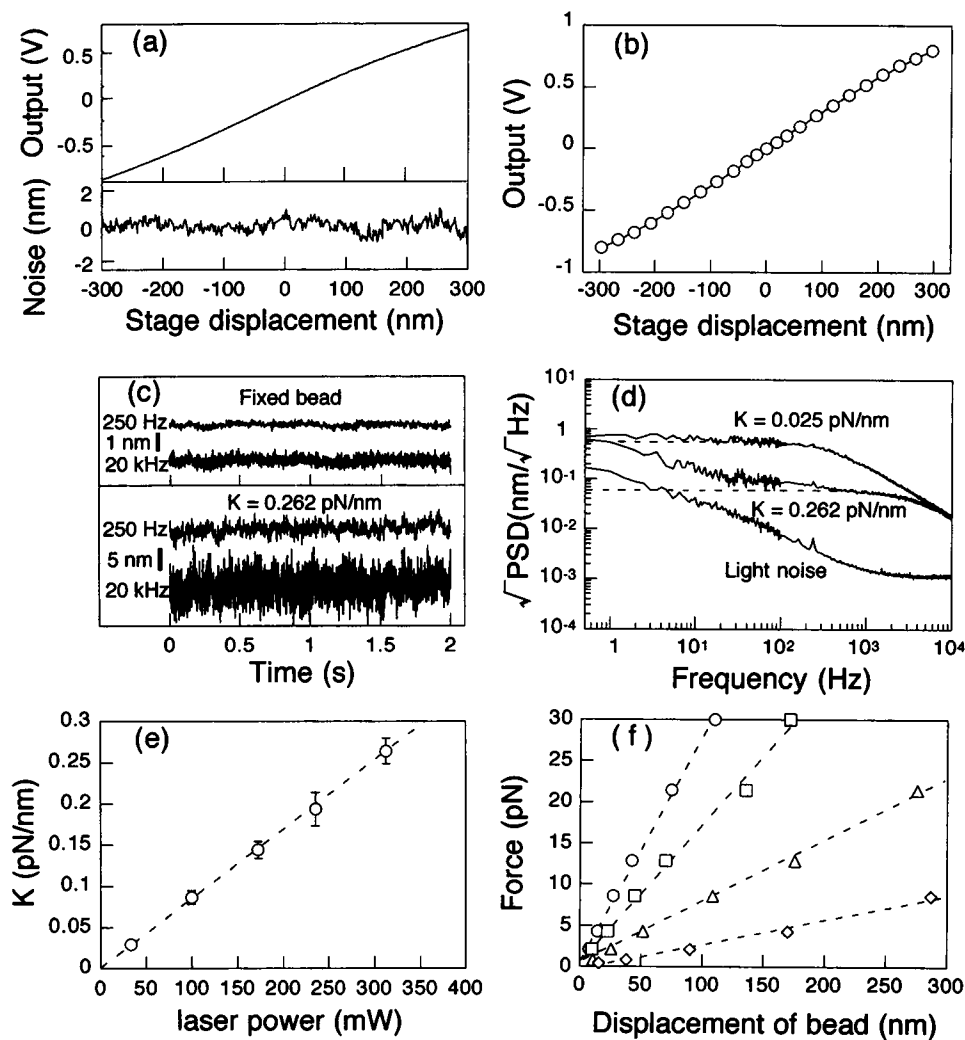 (a)
Output (V)
0.5
0
-0.5
Noise (nm)
2
0
-2
-300 -200 -100 0 100 200 300
Stage displacement (nm)
(b)
Output (V)
1
0.5
0
-0.5
-1
-300 -200 -100 0 100 200 300
Stage displacement (nm)
(c)
Fixed bead
250 Hz
1 nm
20 kHz
K = 0.262 pN/nm
250 Hz
5 nm
20 kHz
0 0.5 1 1.5 2
Time (s)
(d)
√PSD(nm/√Hz)
10¹
1
10⁻¹
10⁻²
10⁻³
10⁻⁴
K = 0.025 pN/nm
K = 0.262 pN/nm
Light noise
1 10¹ 10² 10³ 10⁴
Frequency (Hz)
(e)
K (pN/nm)
0.3
0.25
0.2
0.15
0.1
0.05
0
0 50 100 150 200 250 300 350 400
laser power (mW)
(f)
Force (pN)
30
25
20
15
10
5
0
0 50 100 150 200 250 300
Displacement of bead (nm)